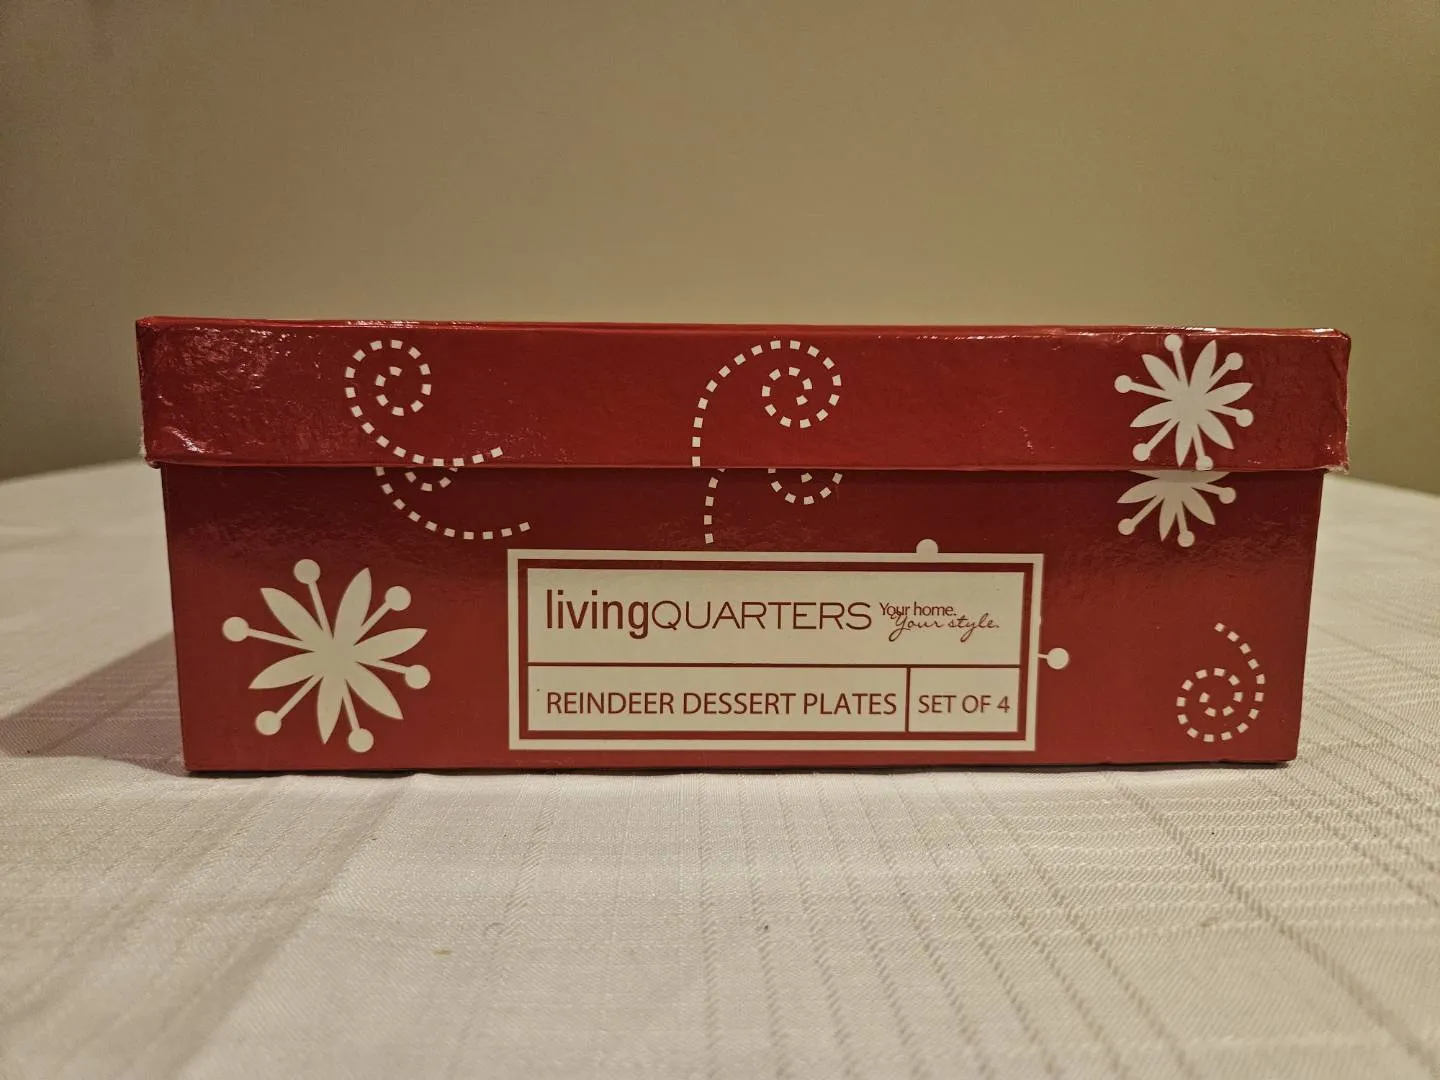 livingQUARTERS Your home.
Your style.
REINDEER DESSERT PLATES SET OF 4